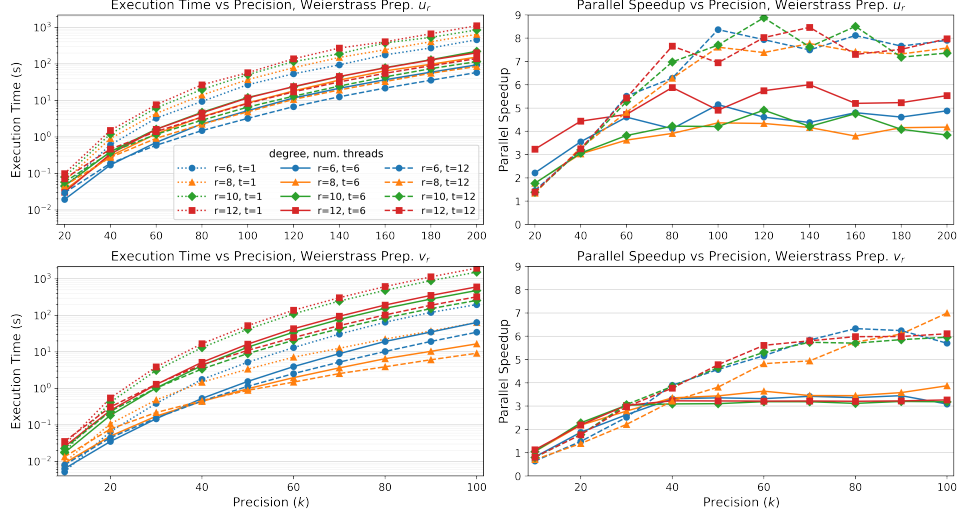 Execution Time vs Precision, Weierstrass Prep. u_r
Execution Time (s)
10³
10²
10¹
10⁰
10⁻¹
10⁻²
20 40 60 80 100 120 140 160 180 200
degree, num. threads
r=6, t=1 r=6, t=6 r=6, t=12
r=8, t=1 r=8, t=6 r=8, t=12
r=10, t=1 r=10, t=6 r=10, t=12
r=12, t=1 r=12, t=6 r=12, t=12
Parallel Speedup vs Precision, Weierstrass Prep. u_r
Parallel Speedup
9
8
7
6
5
4
3
2
1
0
20 40 60 80 100 120 140 160 180 200
Execution Time vs Precision, Weierstrass Prep. v_r
Execution Time (s)
10³
10²
10¹
10⁰
10⁻¹
10⁻²
20 40 60 80 100
Precision (k)
Parallel Speedup vs Precision, Weierstrass Prep. v_r
Parallel Speedup
9
8
7
6
5
4
3
2
1
0
20 40 60 80 100
Precision (k)